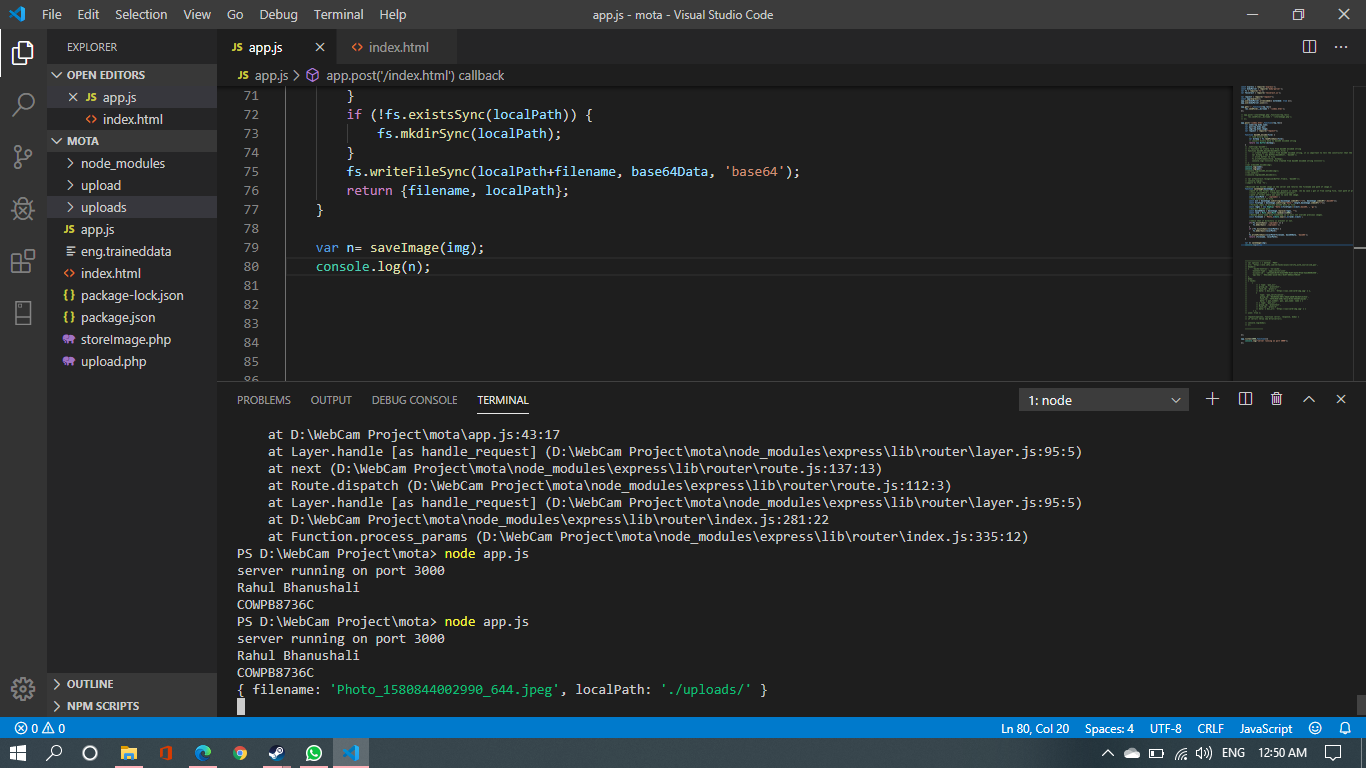 File Edit Selection View Go Debug Terminal Help
app.js - mota - Visual Studio Code
EXPLORER
OPEN EDITORS
JS app.js
<> index.html
MOTA
node_modules
upload
uploads
JS app.js
eng.traineddata
<> index.html
{} package-lock.json
{} package.json
storeImage.php
upload.php
OUTLINE
NPM SCRIPTS
JS app.js
<> index.html
JS app.js > app.post('/index.html') callback
71 }
72 if (!fs.existsSync(localPath)) {
73 fs.mkdirSync(localPath);
74 }
75 fs.writeFileSync(localPath+filename, base64Data, 'base64');
76 return {filename, localPath};
77 }
78
79 var n= saveImage(img);
80 console.log(n);
81
82
83
84
85
86
PROBLEMS OUTPUT DEBUG CONSOLE TERMINAL
1: node
at D:\WebCam Project\mota\app.js:43:17
at Layer.handle [as handle_request] (D:\WebCam Project\mota\node_modules\express\lib\router\layer.js:95:5)
at next (D:\WebCam Project\mota\node_modules\express\lib\router\route.js:137:13)
at Route.dispatch (D:\WebCam Project\mota\node_modules\express\lib\router\route.js:112:3)
at Layer.handle [as handle_request] (D:\WebCam Project\mota\node_modules\express\lib\router\layer.js:95:5)
at D:\WebCam Project\mota\node_modules\express\lib\router\index.js:281:22
at Function.process_params (D:\WebCam Project\mota\node_modules\express\lib\router\index.js:335:12)
PS D:\WebCam Project\mota> node app.js
server running on port 3000
Rahul Bhanushali
COWPB8736C
PS D:\WebCam Project\mota> node app.js
server running on port 3000
Rahul Bhanushali
COWPB8736C
{ filename: 'Photo_1580844002990_644.jpeg', localPath: './uploads/' }
0 0
Ln 80, Col 20 Spaces: 4 UTF-8 CRLF JavaScript
ENG 12:50 AM